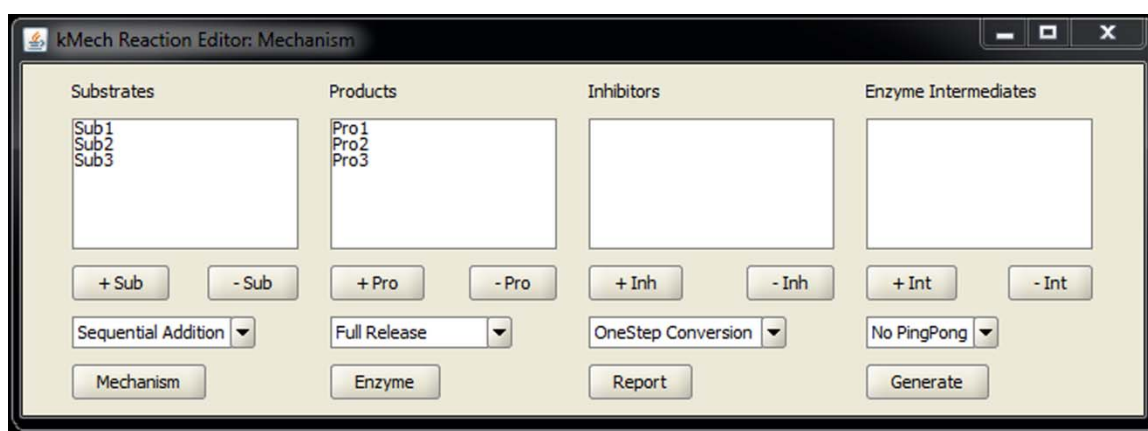 kMech Reaction Editor: Mechanism
Substrates Products Inhibitors Enzyme Intermediates
Sub1 Pro1
Sub2 Pro2
Sub3 Pro3
+ Sub - Sub + Pro - Pro + Inh - Inh + Int - Int
Sequential Addition Full Release OneStep Conversion No PingPong
Mechanism Enzyme Report Generate